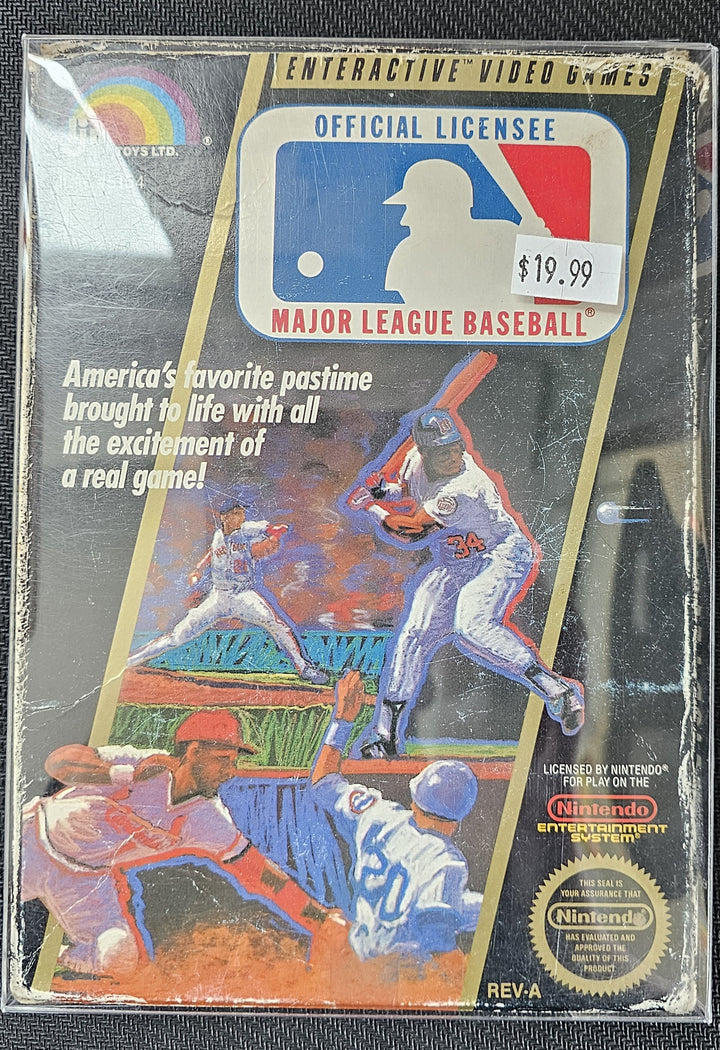 ENTERACTIVE™ VIDEO GAMES
TOYS LTD.
®
OFFICIAL LICENSEE
$19.99
MAJOR LEAGUE BASEBALL®
America's favorite pastime
brought to life with all
the excitement of
a real game!
34
20
LICENSED BY NINTENDO®
FOR PLAY ON THE
Nintendo
ENTERTAINMENT
SYSTEM®
THIS SEAL IS
YOUR ASSURANCE THAT
Nintendo
HAS EVALUATED AND
APPROVED THE
QUALITY OF THIS
PRODUCT
REV-A